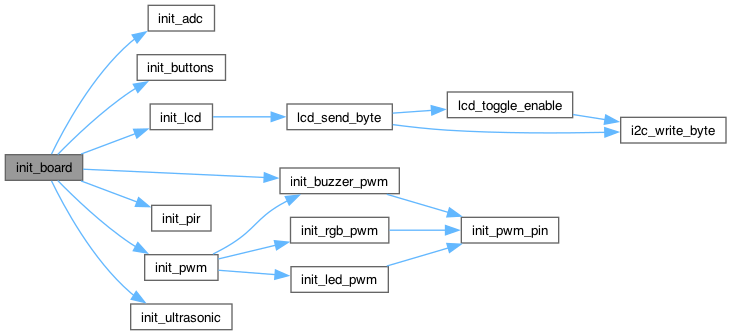 init_board
init_adc
init_buttons
init_lcd
lcd_send_byte
lcd_toggle_enable
i2c_write_byte
init_buzzer_pwm
init_pir
init_rgb_pwm
init_pwm_pin
init_pwm
init_led_pwm
init_ultrasonic